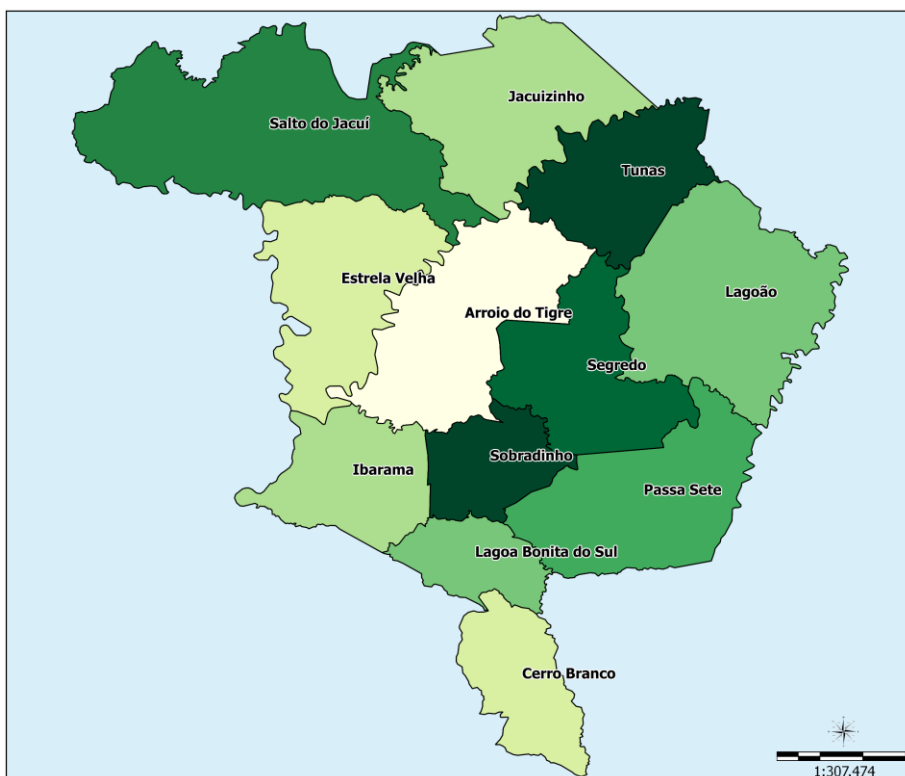 Jacuizinho
Salto do Jacuí
Tunas
Estrela Velha
Lagoão
Arroio do Tigre
Segredo
Sobradinho
Ibarama
Passa Sete
Lagoa Bonita do Sul
Cerro Branco
1:307.474